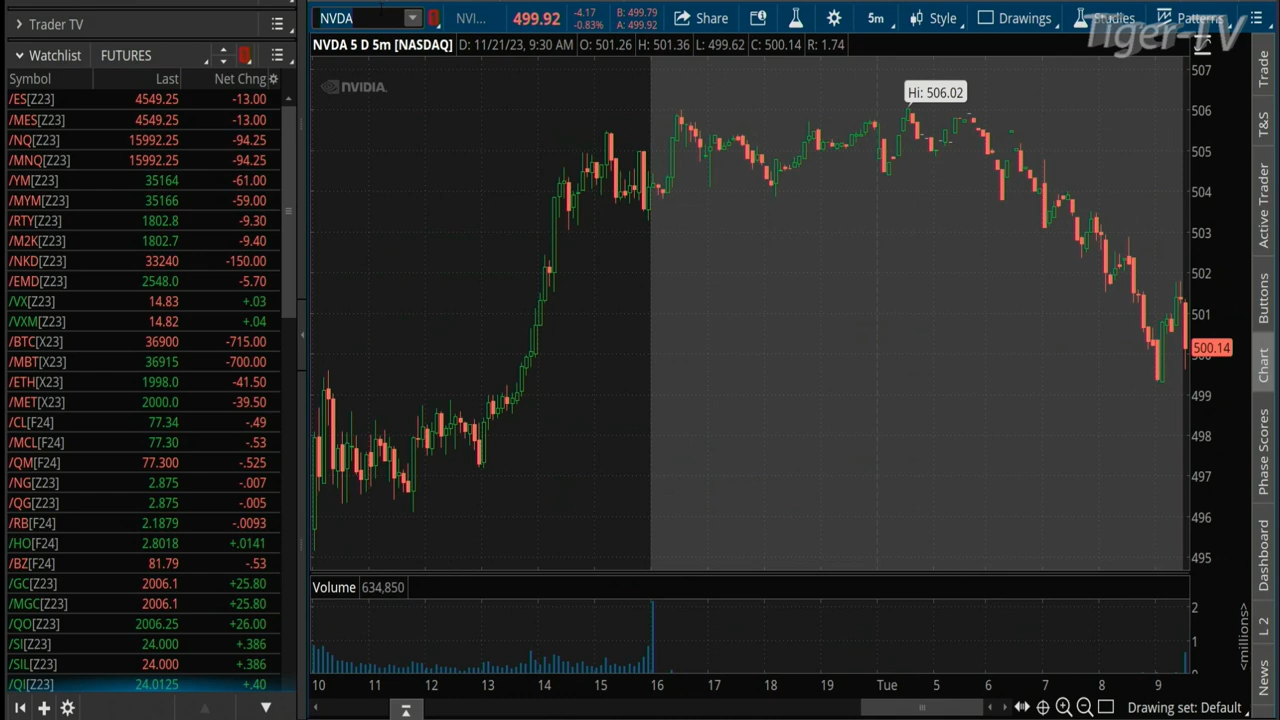 Trader TV
NVDA
NVI...
499.92
-4.17
-0.83%
B: 499.79
A: 499.92
Share
5m
Style
Drawings
Studies
Patterns
Tiger-TV
Watchlist
FUTURES
NVDA 5 D 5m [NASDAQ]
D: 11/21/23, 9:30 AM
O: 501.26
H: 501.36
L: 499.62
C: 500.14
R: 1.74
Symbol Last Net Chng
/ES[Z23] 4549.25 -13.00
/MES[Z23] 4549.25 -13.00
/NQ[Z23] 15992.25 -94.25
/MNQ[Z23] 15992.25 -94.25
/YM[Z23] 35164 -61.00
/MYM[Z23] 35166 -59.00
/RTY[Z23] 1802.8 -9.30
/M2K[Z23] 1802.7 -9.40
/NKD[Z23] 33240 -150.00
/EMD[Z23] 2548.0 -5.70
/VX[Z23] 14.83 +.03
/VXM[Z23] 14.82 +.04
/BTC[X23] 36900 -715.00
/MBT[X23] 36915 -700.00
/ETH[X23] 1998.0 -41.50
/MET[X23] 2000.0 -39.50
/CL[F24] 77.34 -.49
/MCL[F24] 77.30 -.53
/QM[F24] 77.300 -.525
/NG[Z23] 2.875 -.007
/QG[Z23] 2.875 -.005
/RB[F24] 2.1879 -.0093
/HO[F24] 2.8018 +.0141
/BZ[F24] 81.79 -.53
/GC[Z23] 2006.1 +25.80
/MGC[Z23] 2006.1 +25.80
/QO[Z23] 2006.25 +26.00
/SI[Z23] 24.000 +.386
/SIL[Z23] 24.000 +.386
/QI[Z23] 24.0125 +.40
NVIDIA.
Hi: 506.02
507
506
505
504
503
502
501
500.14
499
498
497
496
495
Volume 634,850
2
1
0
<millions>
10 11 12 13 14 15 16 17 18 19 Tue 5 6 7 8 9
Drawing set: Default
Trade
T&S
Active Trader
Buttons
Chart
Phase Scores
Dashboard
L 2
News